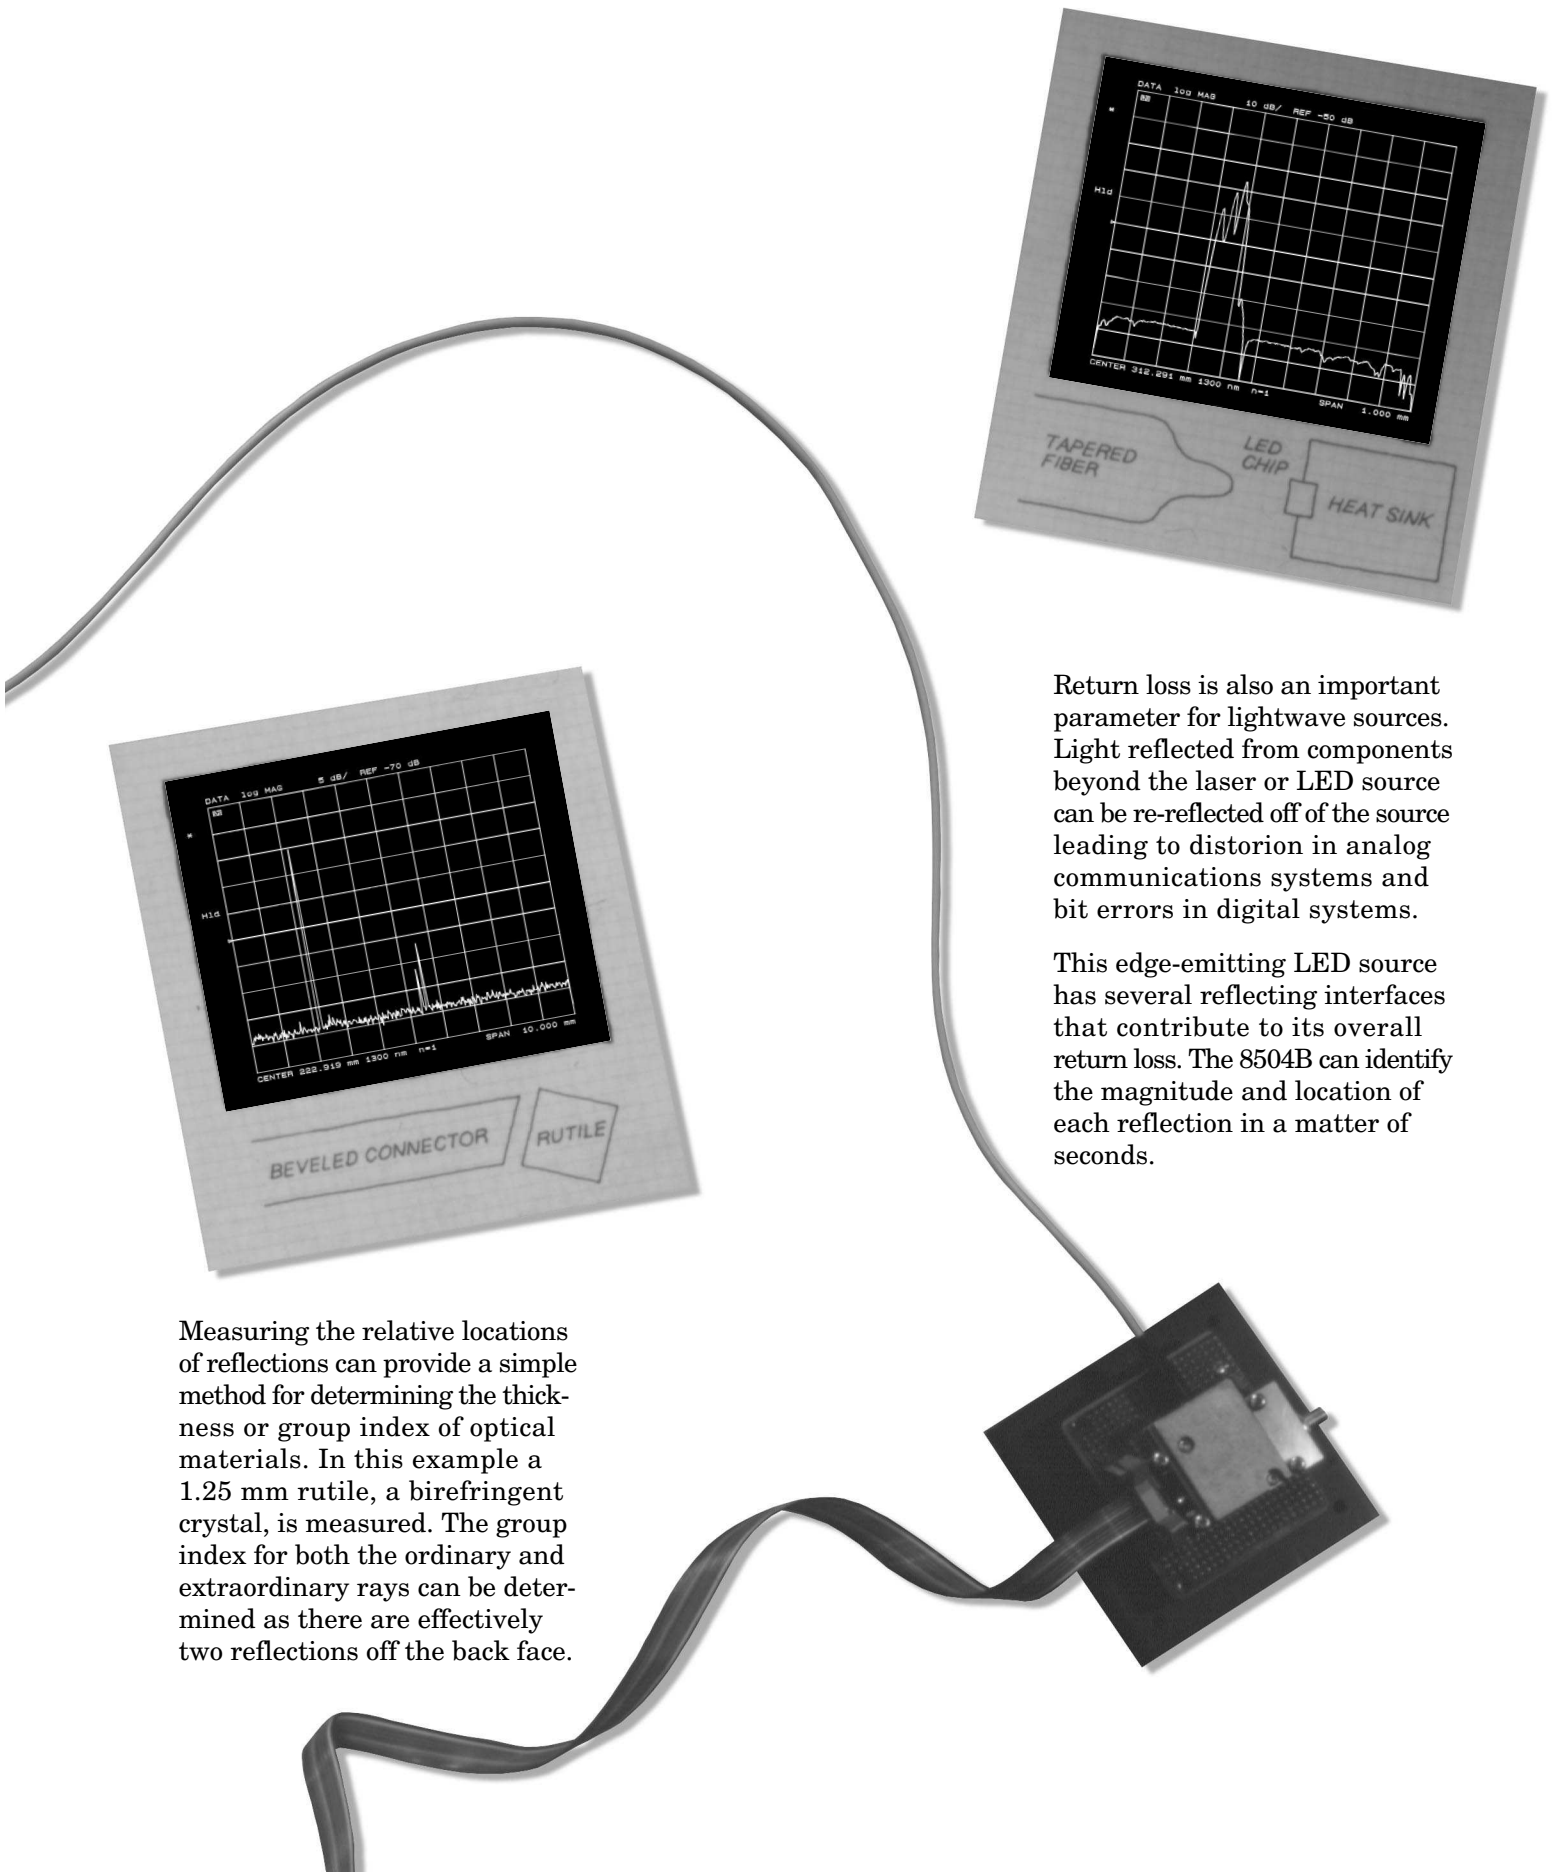 DATA log MAG 10 dB/ REF -50 dB
Hld
CENTER 312.291 mm 1300 nm n=1 SPAN 1.000 mm
TAPERED
FIBER
LED
CHIP
HEAT SINK
Return loss is also an important
parameter for lightwave sources.
Light reflected from components
beyond the laser or LED source
can be re-reflected off of the source
leading to distorion in analog
communications systems and
bit errors in digital systems.
This edge-emitting LED source
has several reflecting interfaces
that contribute to its overall
return loss. The 8504B can identify
the magnitude and location of
each reflection in a matter of
seconds.
DATA log MAG 5 dB/ REF -70 dB
Hld
CENTER 222.919 mm 1300 nm n=1 SPAN 10.000 mm
BEVELED CONNECTOR
RUTILE
Measuring the relative locations
of reflections can provide a simple
method for determining the thick-
ness or group index of optical
materials. In this example a
1.25 mm rutile, a birefringent
crystal, is measured. The group
index for both the ordinary and
extraordinary rays can be deter-
mined as there are effectively
two reflections off the back face.